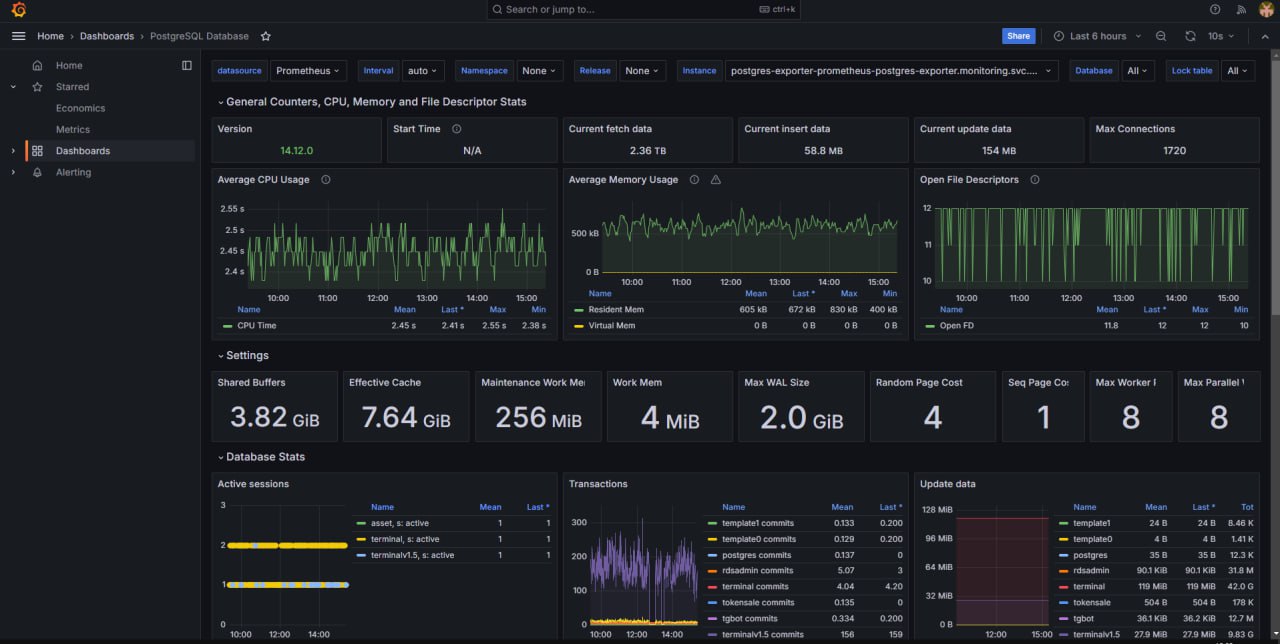 Search or jump to...
ctrl+k
Home › Dashboards › PostgreSQL Database
Share
Last 6 hours
10s
Home
Starred
Economics
Metrics
Dashboards
Alerting
datasource Prometheus Interval auto Namespace None Release None Instance postgres-exporter-prometheus-postgres-exporter.monitoring.svc.... Database All Lock table All
General Counters, CPU, Memory and File Descriptor Stats
Version
14.12.0
Start Time
N/A
Current fetch data
2.36 TB
Current insert data
58.8 MB
Current update data
154 MB
Max Connections
1720
Average CPU Usage
2.55 s
2.5 s
2.45 s
2.4 s
10:00 11:00 12:00 13:00 14:00 15:00
Name Mean Last * Max Min
CPU Time 2.45 s 2.41 s 2.55 s 2.38 s
Average Memory Usage
500 kB
0 B
10:00 11:00 12:00 13:00 14:00 15:00
Name Mean Last * Max Min
Resident Mem 605 kB 672 kB 830 kB 400 kB
Virtual Mem 0 B 0 B 0 B 0 B
Open File Descriptors
12
11
10
10:00 11:00 12:00 13:00 14:00 15:00
Name Mean Last * Max Min
Open FD 11.8 12 12 10
Settings
Shared Buffers
3.82 GiB
Effective Cache
7.64 GiB
Maintenance Work Me
256 MiB
Work Mem
4 MiB
Max WAL Size
2.0 GiB
Random Page Cost
4
Seq Page Co
1
Max Worker
8
Max Parallel
8
Database Stats
Active sessions
3
2
1
0
10:00 12:00 14:00
Name Mean Last *
asset, s: active 1 1
terminal, s: active 1 1
terminalv1.5, s: active 1 1
Transactions
300
200
100
0
10:00 12:00 14:00
Name Mean Last *
template1 commits 0.133 0.200
template0 commits 0.129 0.200
postgres commits 0.137 0
rdsadmin commits 5.07 3
terminal commits 4.04 4.20
tokensale commits 0.135 0
tgbot commits 0.334 0.200
terminalv1.5 commits 156 159
Update data
128 MiB
96 MiB
64 MiB
32 MiB
0 B
12:00 15:00
Name Mean Last * Tot
template1 24 B 24 B 8.46 K
template0 4 B 4 B 1.41 K
postgres 35 B 35 B 12.3 K
rdsadmin 90.1 KiB 90.1 KiB 31.8 M
terminal 119 MiB 119 MiB 42.0 G
tokensale 504 B 504 B 178 K
tgbot 36.1 KiB 36.2 KiB 12.7 M
terminalv1.5 27.9 MiB 27.9 MiB 9.83 G